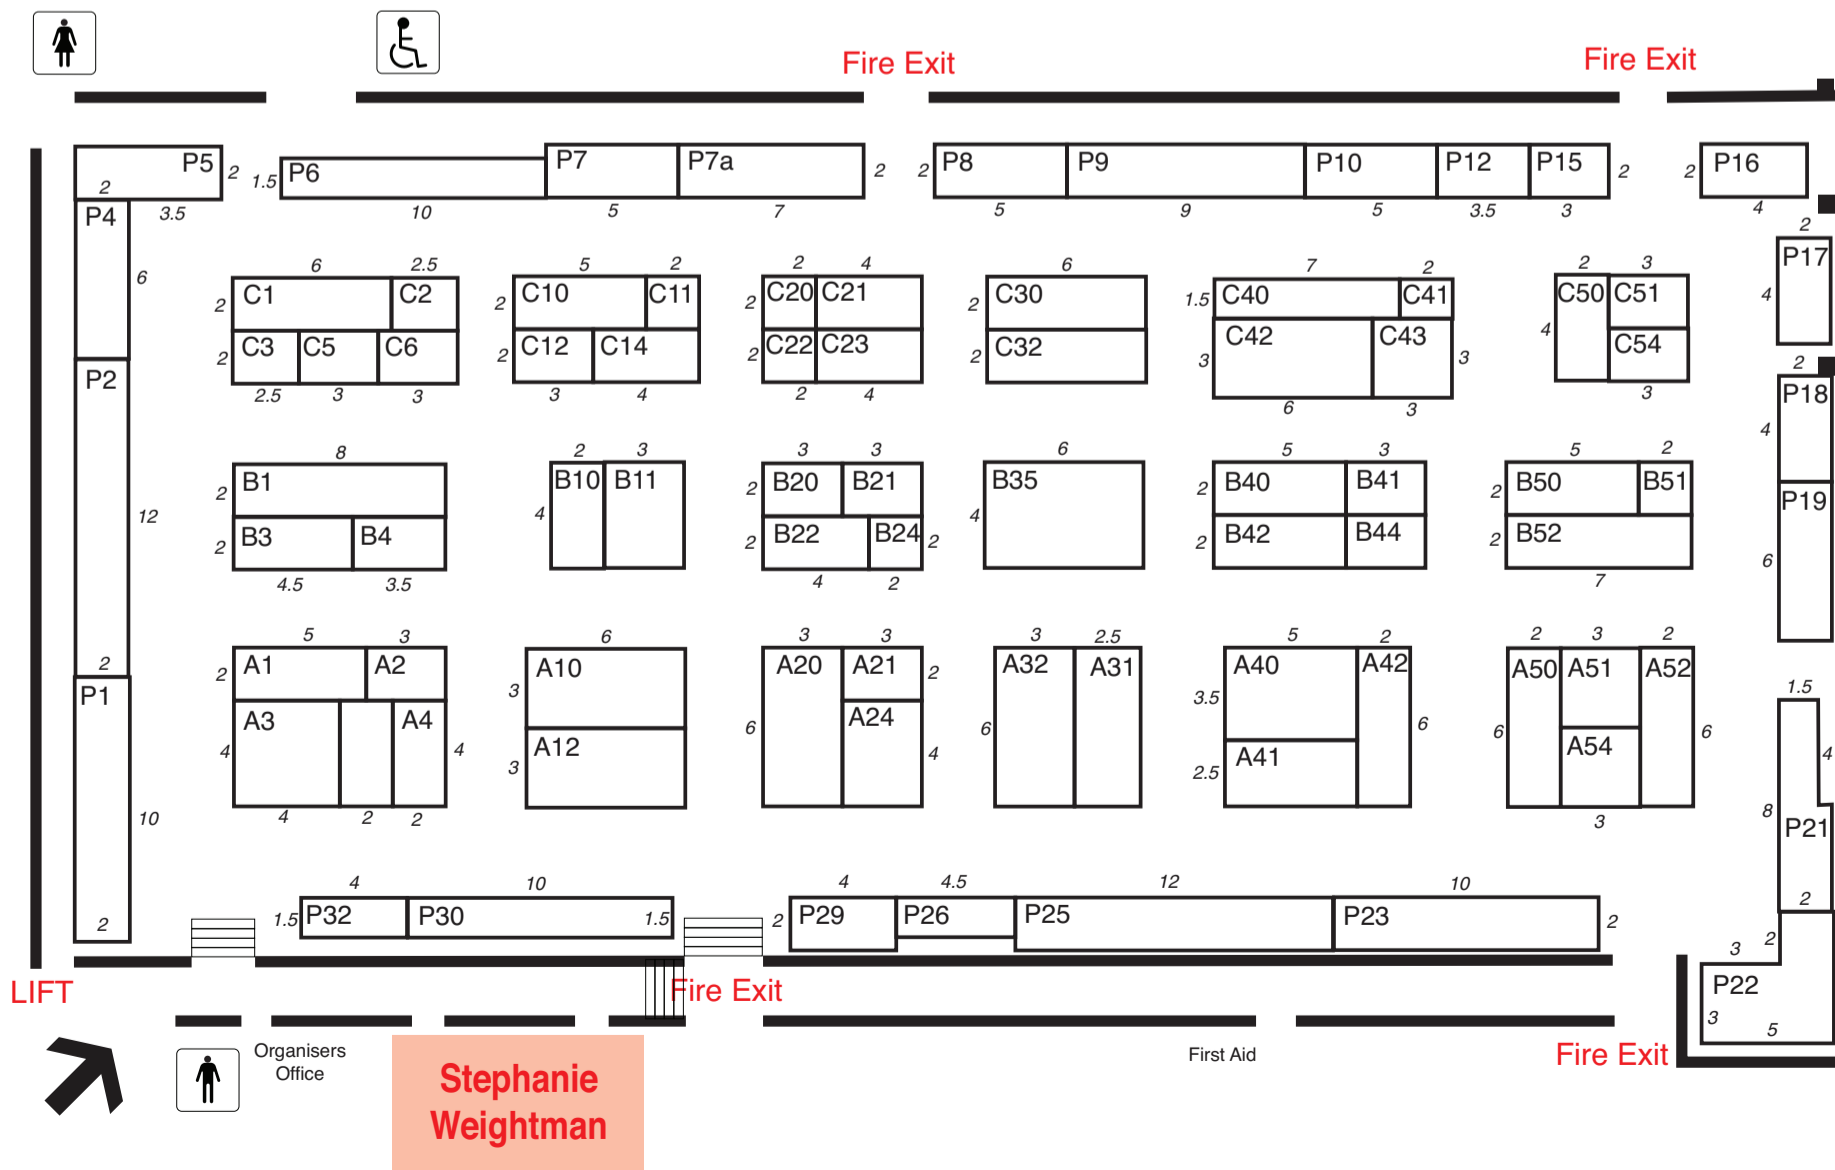 Fire Exit
Fire Exit
P5
2
2
3.5
1.5
P6
10
P7
5
P7a
7
2
2
P8
5
P9
9
P10
5
P12
3.5
P15
3
2
2
P16
4
P4
6
2
P17
4
6
2.5
2
C1
C2
2
C3
C5
C6
2.5
3
3
5
2
2
C10
C11
2
C12
C14
3
4
2
4
2
C20
C21
2
C22
C23
2
4
6
2
C30
2
C32
7
2
1.5
C40
C41
3
C42
C43
3
6
3
2
3
C50
C51
4
C54
3
P2
12
2
2
P18
4
P19
6
8
2
B1
2
B3
B4
4.5
3.5
2
3
B10
B11
4
3
3
2
B20
B21
2
B22
B24
2
4
2
6
B35
4
5
3
2
B40
B41
2
B42
B44
5
2
2
B50
B51
2
B52
7
P1
10
2
5
3
2
A1
A2
A3
A4
4
4
4
2
2
6
A10
3
A12
3
3
3
A20
A21
2
6
A24
4
3
2.5
A32
A31
6
5
2
A40
A42
3.5
A41
2.5
6
2
3
2
A50
A51
A52
6
A54
6
3
1.5
4
8
P21
2
4
10
1.5
P32
P30
1.5
4
4.5
12
10
2
P29
P26
P25
P23
2
3
2
P22
3
5
LIFT
Fire Exit
Organisers
Office
First Aid
Fire Exit
Stephanie
Weightman